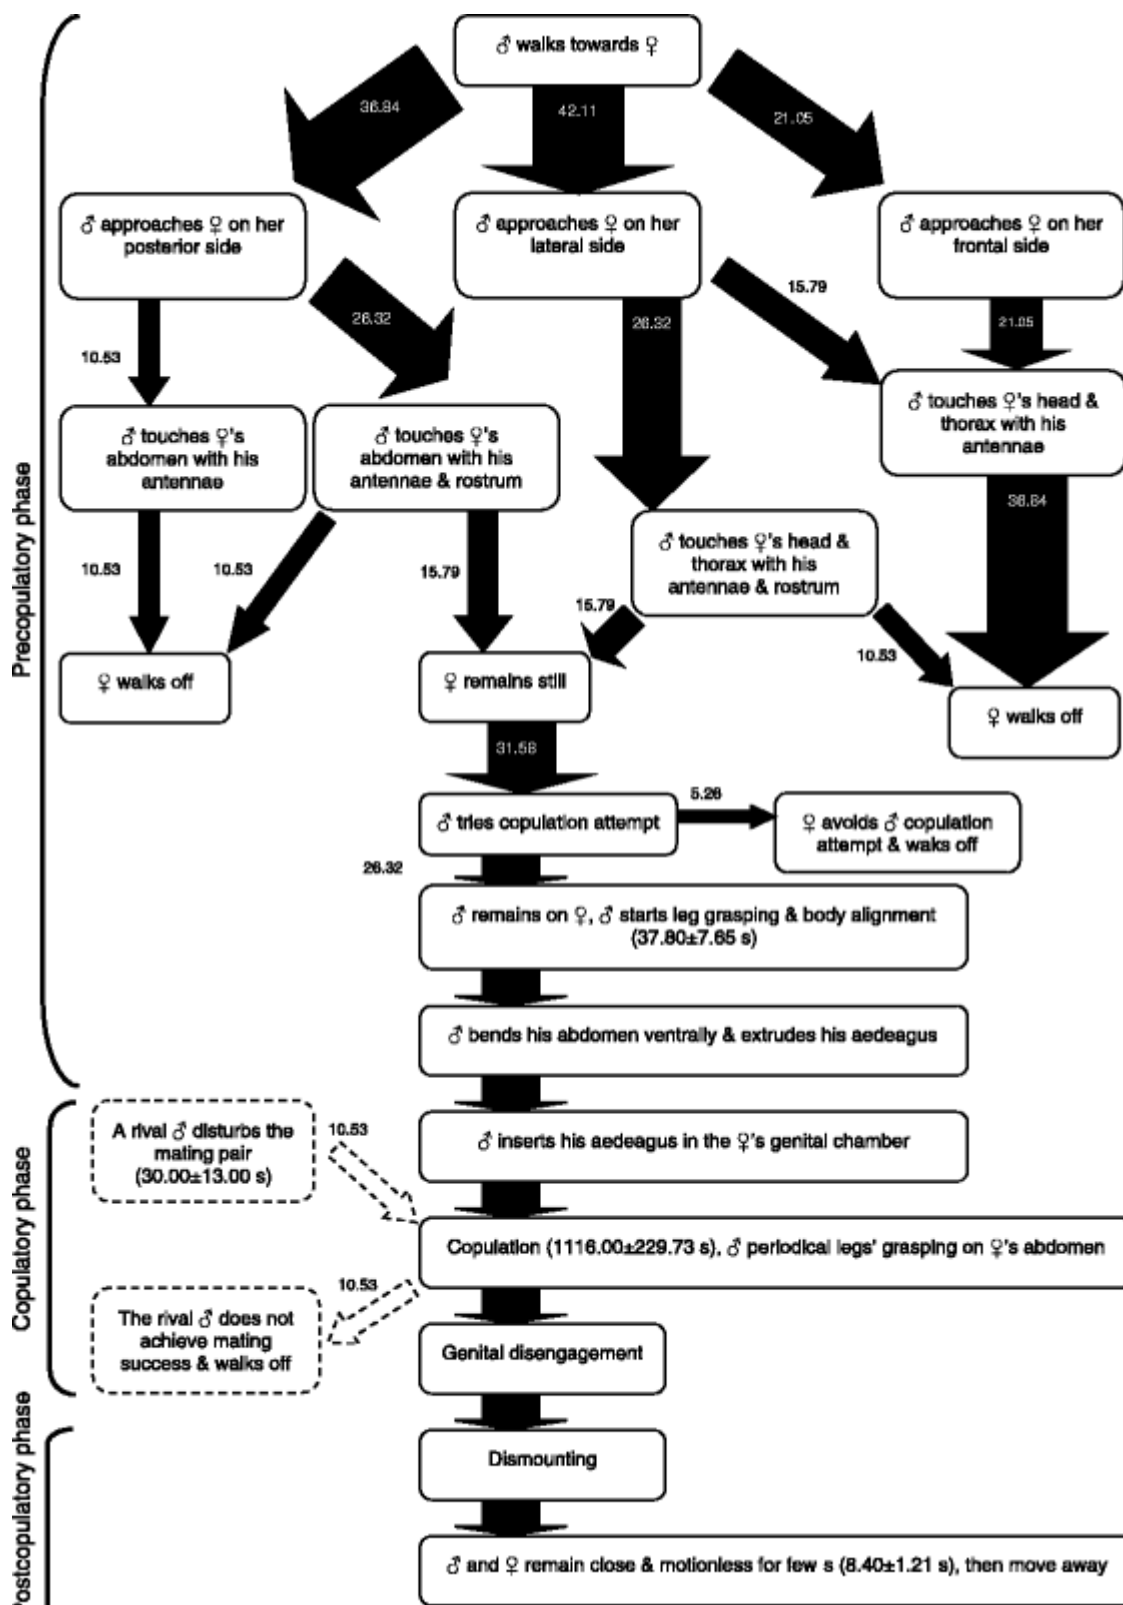 ♂ walks towards ♀
36.84
42.11
21.05
♂ approaches ♀ on her
posterior side
♂ approaches ♀ on her
lateral side
♂ approaches ♀ on her
frontal side
10.53
26.32
26.32
15.79
21.05
♂ touches ♀'s
abdomen with his
antennae
♂ touches ♀'s
abdomen with his
antennae & rostrum
♂ touches ♀'s head &
thorax with his
antennae
♂ touches ♀'s head &
thorax with his
antennae & rostrum
10.53
10.53
15.79
15.79
10.53
36.84
♀ walks off
♀ remains still
♀ walks off
31.58
♂ tries copulation attempt
5.26
♀ avoids ♂ copulation
attempt & waks off
26.32
♂ remains on ♀, ♂ starts leg grasping & body alignment
(37.80±7.65 s)
♂ bends his abdomen ventrally & extrudes his aedeagus
Precopulatory phase
A rival ♂ disturbs the
mating pair
(30.00±13.00 s)
10.53
♂ inserts his aedeagus in the ♀'s genital chamber
Copulation (1116.00±229.73 s), ♂ periodical legs' grasping on ♀'s abdomen
10.53
The rival ♂ does not
achieve mating
success & walks off
Genital disengagement
Copulatory phase
Dismounting
♂ and ♀ remain close & motionless for few s (8.40±1.21 s), then move away
Postcopulatory phase